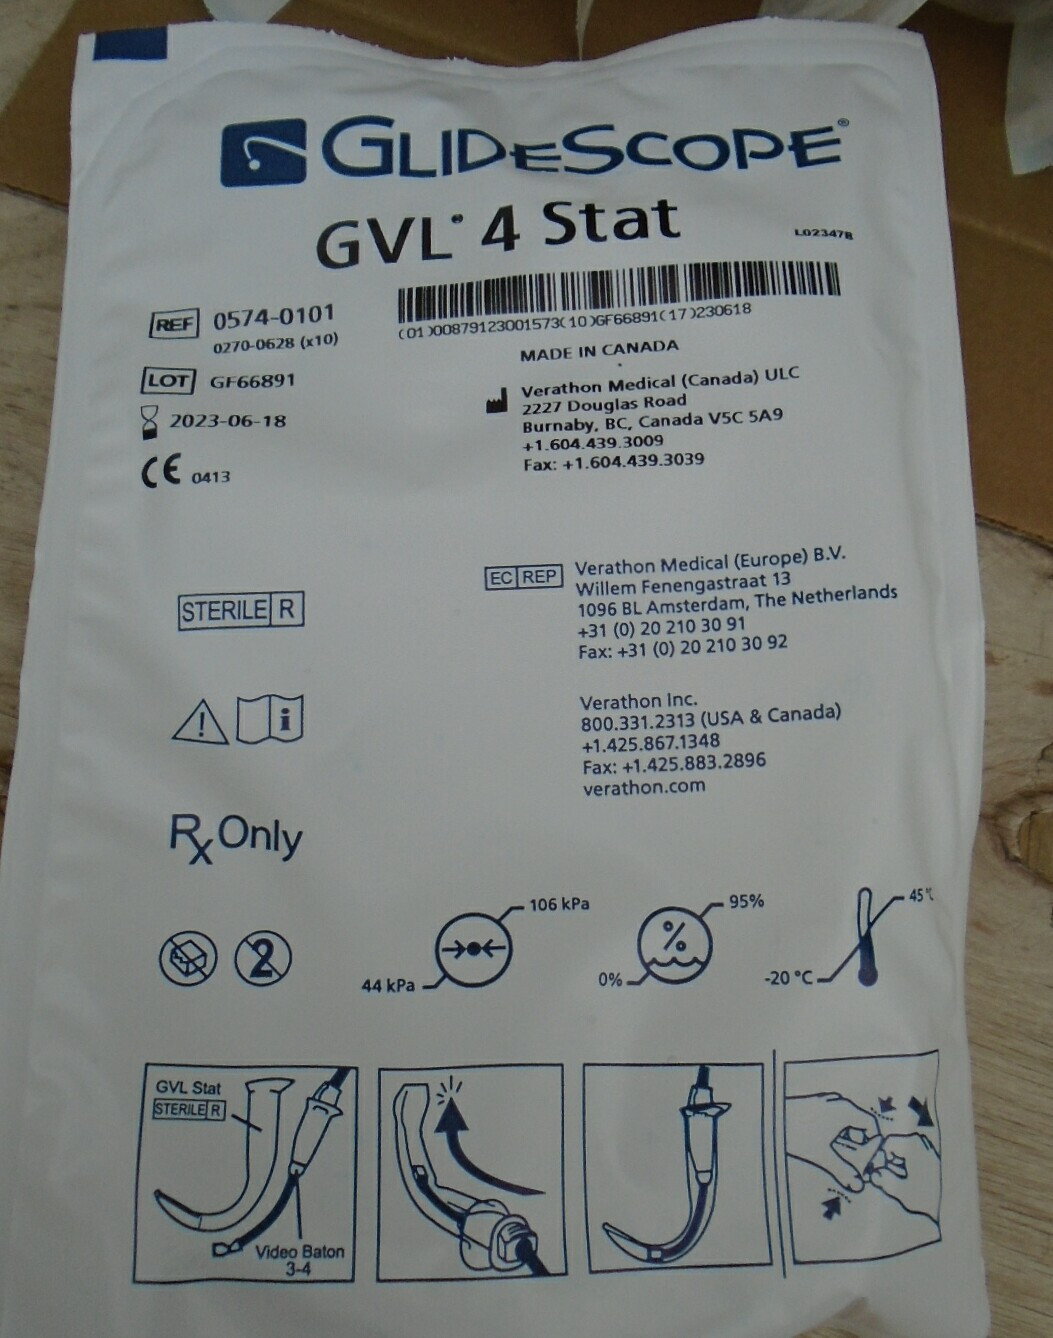 GLIDESCOPE®
GVL® 4 Stat
L02347B
REF 0574-0101
0270-0628 (x10)
(01)00879123001573(10)GF66891(17)230618
LOT GF66891
2023-06-18
CE 0413
MADE IN CANADA
Verathon Medical (Canada) ULC
2227 Douglas Road
Burnaby, BC, Canada V5C 5A9
+1.604.439.3009
Fax: +1.604.439.3039
EC REP
Verathon Medical (Europe) B.V.
Willem Fenengastraat 13
1096 BL Amsterdam, The Netherlands
+31 (0) 20 210 30 91
Fax: +31 (0) 20 210 30 92
STERILE R
Verathon Inc.
800.331.2313 (USA & Canada)
+1.425.867.1348
Fax: +1.425.883.2896
verathon.com
! i
Rx Only
2
106 kPa
44 kPa
%
95%
0%
45°C
-20 °C
GVL Stat
STERILE R
Video Baton
3-4